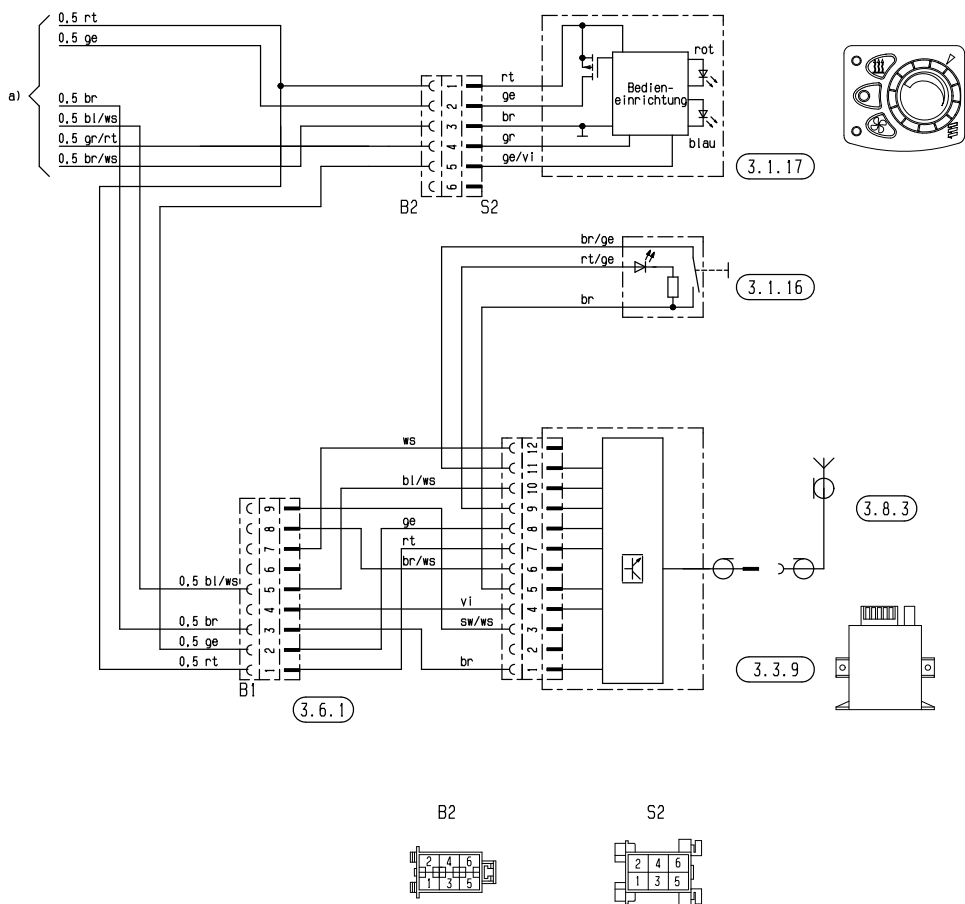 0,5 rt
0,5 ge
a)
0,5 br
0,5 bl/ws
0,5 gr/rt
0,5 br/ws
rt
ge
br
gr
ge/vi
1
2
3
4
5
6
B2
S2
Bedien-
einrichtung
rot
blau
3.1.17
br/ge
rt/ge
br
3.1.16
ws
bl/ws
ge
rt
br/ws
vi
sw/ws
br
12
11
10
9
8
7
6
5
4
3
2
1
9
8
7
6
5
4
3
2
1
0,5 bl/ws
0,5 br
0,5 ge
0,5 rt
B1
3.6.1
3.8.3
3.3.9
B2
S2
2 4 6
1 3 5
2 4 6
1 3 5